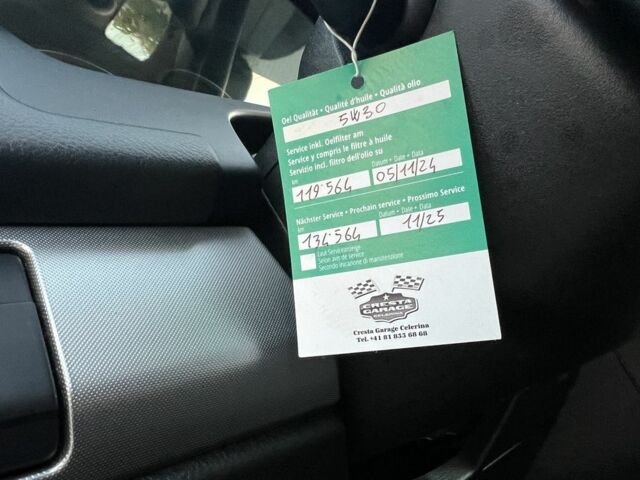 Oel Qualität • Qualité d'huile • Qualità olio
5W30
Service inkl. Oelfilter am
Service y compris le filtre à huile
Servizio incl. filtro dell'olio su
km Datum • Date • Data
119'564 05/11/24
Nächster Service • Prochain service • Prossimo Service
km Datum • Date • Data
134'564 11/25
Laut Serviceanzeige
Selon avis de service
Secondo indicazione di manutenzione
CRESTA
GARAGE
CELERINA
Cresta Garage Celerina
Tel. +41 81 833 68 68